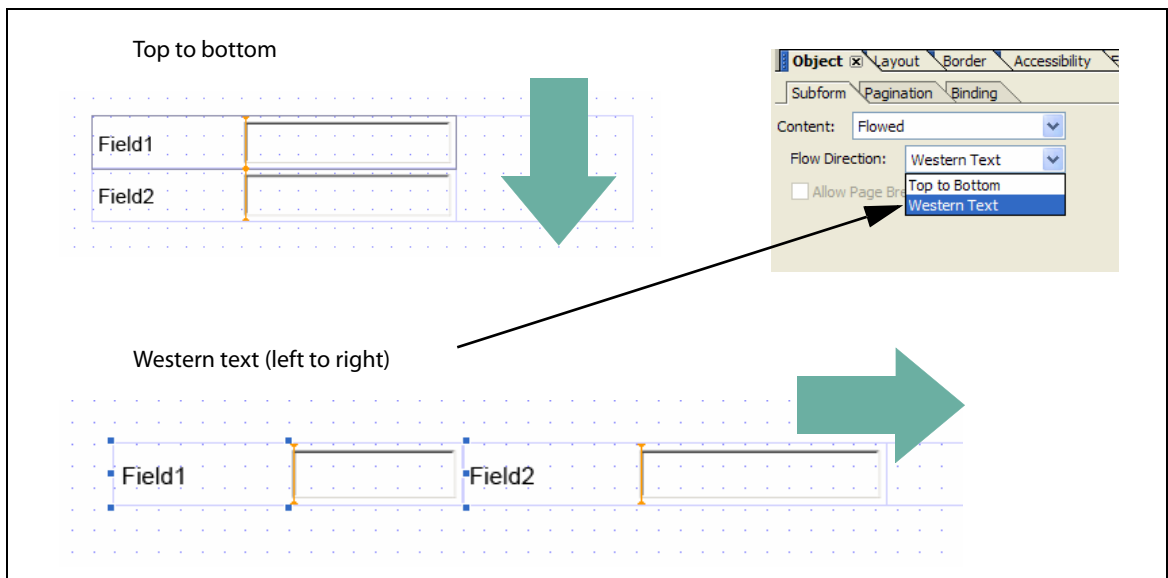 Top to bottom
Field1
Field2
Object Layout Border Accessibility
Subform Pagination Binding
Content: Flowed
Flow Direction: Western Text
Top to Bottom
Western Text
Allow Page
Western text (left to right)
Field1 Field2